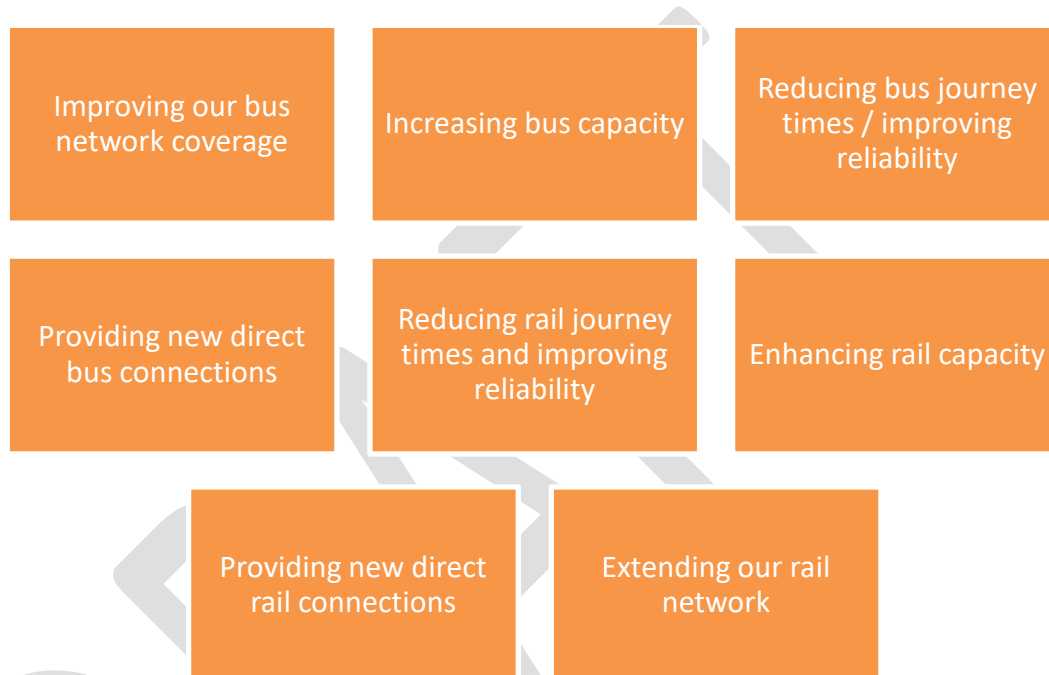 Improving our bus
network coverage
Increasing bus capacity
Reducing bus journey
times / improving
reliability
Providing new direct
bus connections
Reducing rail journey
times and improving
reliability
Enhancing rail capacity
Providing new direct
rail connections
Extending our rail
network